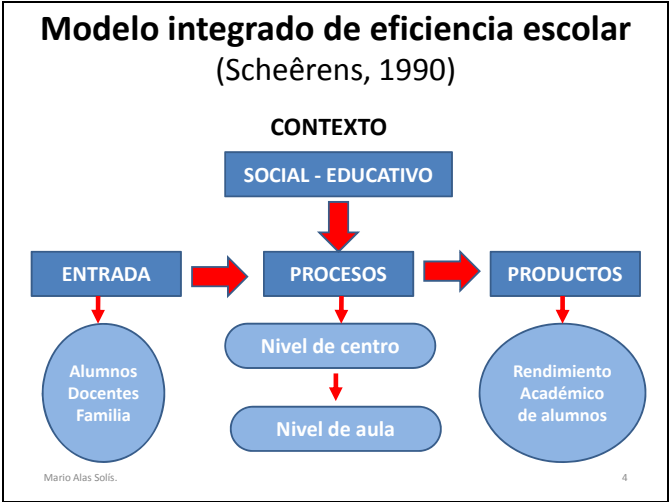 Modelo integrado de eficiencia escolar
(Scheêrens, 1990)
CONTEXTO
SOCIAL - EDUCATIVO
ENTRADA
PROCESOS
PRODUCTOS
Alumnos
Docentes
Familia
Nivel de centro
Nivel de aula
Rendimiento
Académico
de alumnos
Mario Alas Solís.
4